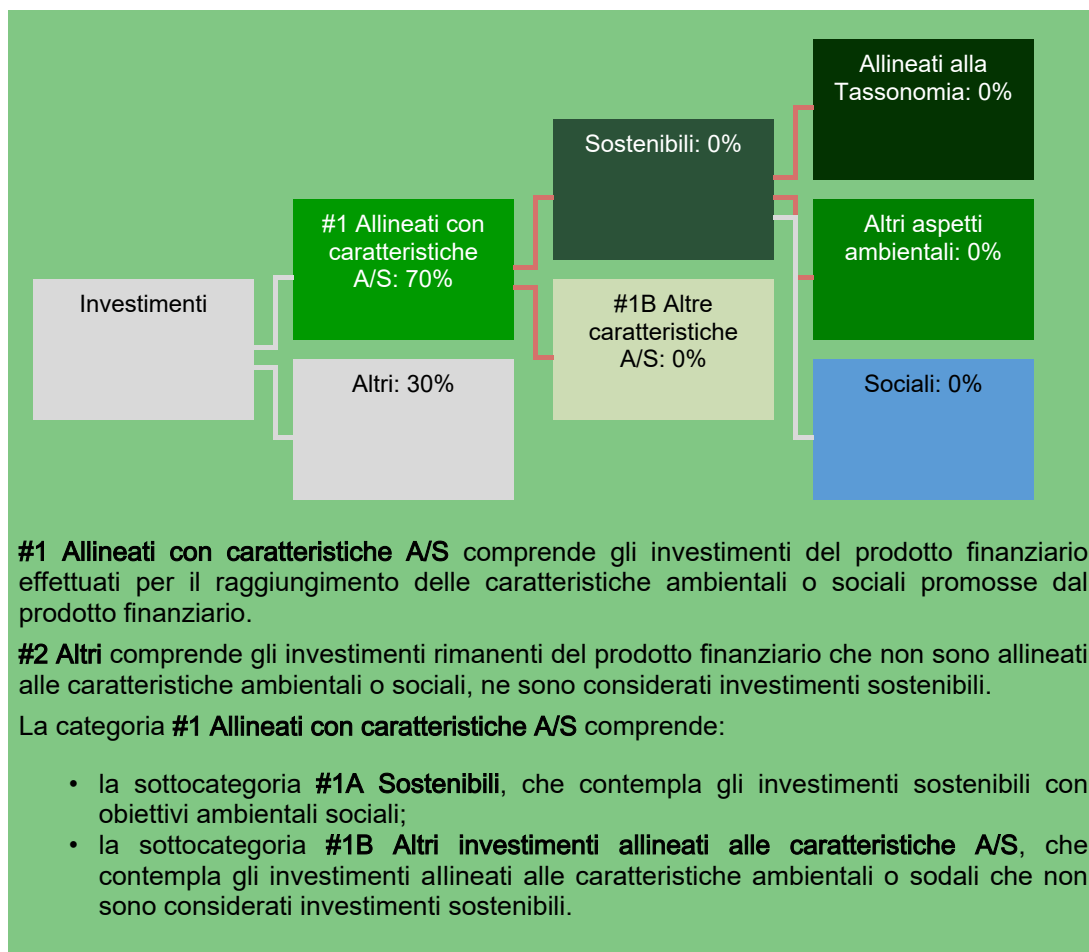 Investimenti
#1 Allineati con
caratteristiche
A/S: 70%
Altri: 30%
Sostenibili: 0%
#1B Altre
caratteristiche
A/S: 0%
Allineati alla
Tassonomia: 0%
Altri aspetti
ambientali: 0%
Sociali: 0%
#1 Allineati con caratteristiche A/S comprende gli investimenti del prodotto finanziario
effettuati per il raggiungimento delle caratteristiche ambientali o sociali promosse dal
prodotto finanziario.
#2 Altri comprende gli investimenti rimanenti del prodotto finanziario che non sono allineati
alle caratteristiche ambientali o sociali, ne sono considerati investimenti sostenibili.
La categoria #1 Allineati con caratteristiche A/S comprende:
• la sottocategoria #1A Sostenibili, che contempla gli investimenti sostenibili con
obiettivi ambientali sociali;
• la sottocategoria #1B Altri investimenti allineati alle caratteristiche A/S, che
contempla gli investimenti allineati alle caratteristiche ambientali o sodali che non
sono considerati investimenti sostenibili.